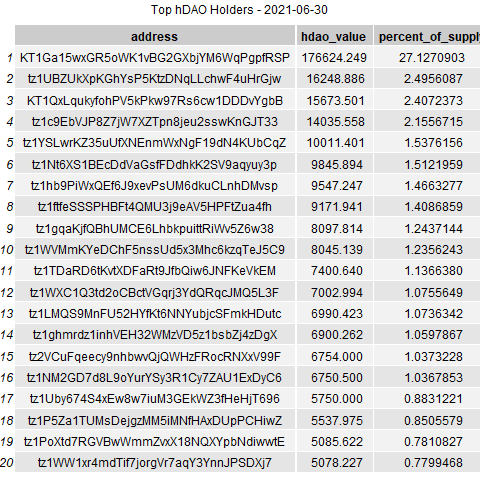 Top hDAO Holders - 2021-06-30
address hdao_value percent_of_supply
1 KT1Ga15wxGR5oWK1vBG2GXbjYM6WqPgpfRSP 176624.249 27.1270903
2 tz1UBZUkXpKGhYsP5KtzDNqLLchwF4uHrGjw 16248.886 2.4956087
3 KT1QxLqukyfohPV5kPkw97Rs6cw1DDDvYgbB 15673.501 2.4072373
4 tz1c9EbVJP8Z7jW7XZTpn8jeu2sswKnGJT33 14035.558 2.1556715
5 tz1YSLwrKZ35uUfXNEnmWxNgF19dN4KUbCqZ 10011.401 1.5376156
6 tz1Nt6XS1BEcDdVaGsfFDdhkK2SV9aqyuy3p 9845.894 1.5121959
7 tz1hb9PiWxQEf6J9xevPsUM6dkuCLnhDMvsp 9547.247 1.4663277
8 tz1ftfeSSSPHBFt4QMU3j9eAV5HPFtZua4fh 9171.941 1.4086859
9 tz1gqaKjfQBhUMCE6LhbkpuittRiWv5Z6w38 8097.814 1.2437144
10 tz1WVMmKYeDChF5nssUd5x3Mhc6kzqTeJ5C9 8045.139 1.2356243
11 tz1TDaRD6tKvtXDFaRt9JfbQiw6JNFKeVkEM 7400.640 1.1366380
12 tz1WXC1Q3td2oCBctVGqrj3YdQRqcJMQ5L3F 7002.994 1.0755649
13 tz1LMQS9MnFU52HYfKt6NNYubjcSFmkHDutc 6990.423 1.0736342
14 tz1ghmrdz1inhVEH32WMzVD5z1bsbZj4zDgX 6900.262 1.0597867
15 tz2VCuFqeecy9nhbwvQjQWHzFRocRNXxV99F 6754.000 1.0373228
16 tz1NM2GD7d8L9oYurYSy3R1Cy7ZAU1ExDyC6 6750.500 1.0367853
17 tz1Uby674S4xEw8w7iuM3GEkWZ3fHeHjT696 5750.000 0.8831221
18 tz1P5Za1TUMsDejgzMM5iMNfHAxDUpPCHiwZ 5537.975 0.8505579
19 tz1PoXtd7RGVBwWmmZvxX18NQXYpbNdiwwtE 5085.622 0.7810827
20 tz1WW1xr4mdTif7jorgVr7aqY3YnnJPSDXj7 5078.227 0.7799468